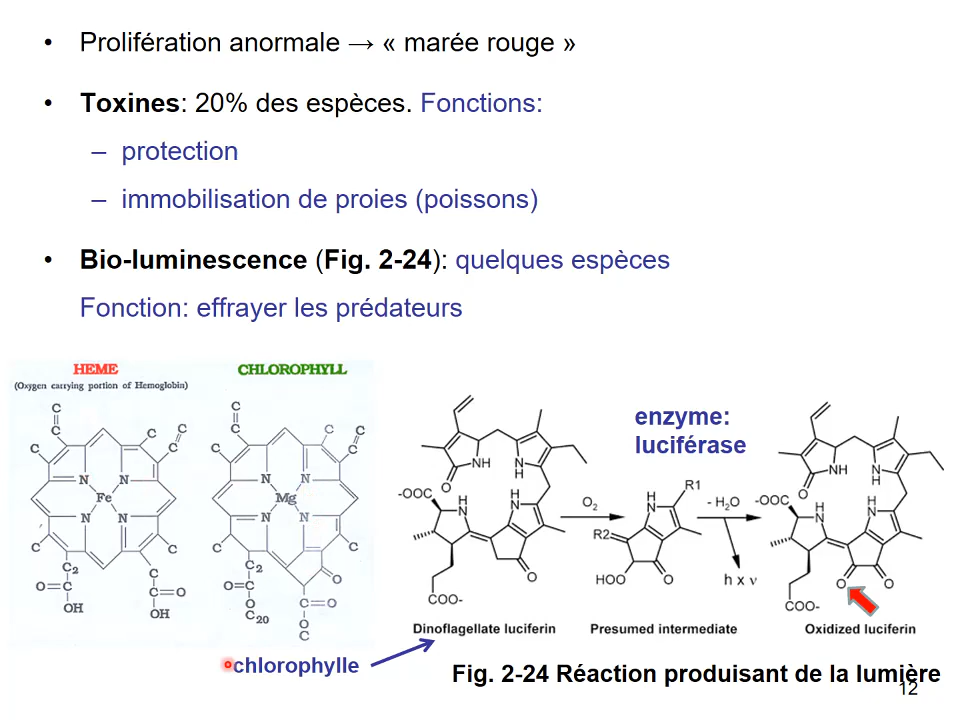 • Prolifération anormale → « marée rouge »
• Toxines: 20% des espèces. Fonctions:
– protection
– immobilisation de proies (poissons)
• Bio-luminescence (Fig. 2-24): quelques espèces
Fonction: effrayer les prédateurs
HEME
(Oxygen carrying portion of Hemoglobin)
C
C
C
C
C
C
N
N
Fe
N
N
C
C
C2
C
O=C
C=O
OH
OH
CHLOROPHYLL
C
C
C
C
C
C
N
N
Mg
N
N
C
C
C2
O
O=C
C=O
O
O
C20
C
enzyme:
luciférase
NH
H
N
O
-OOC
H
N
H
N
O
COO-
O2
H
N
R1
R2
HOO
O
- H2O
h x ν
NH
H
N
O
-OOC
H
N
H
N
O
O
COO-
Dinoflagellate luciferin
Presumed intermediate
Oxidized luciferin
chlorophylle
Fig. 2-24 Réaction produisant de la lumière
12